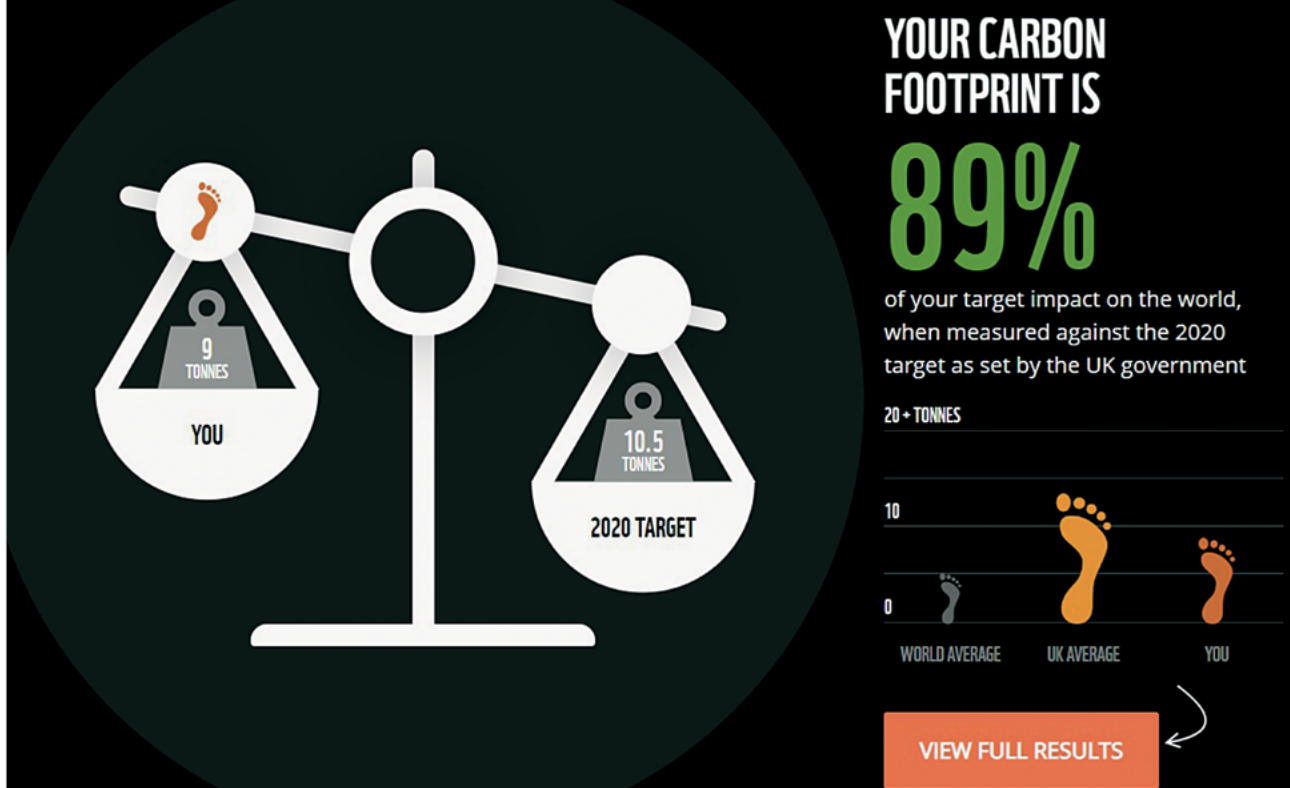 YOUR CARBON
FOOTPRINT IS
89%
of your target impact on the world,
when measured against the 2020
target as set by the UK government
9
TONNES
YOU
10.5
TONNES
2020 TARGET
20 + TONNES
10
0
WORLD AVERAGE
UK AVERAGE
YOU
VIEW FULL RESULTS